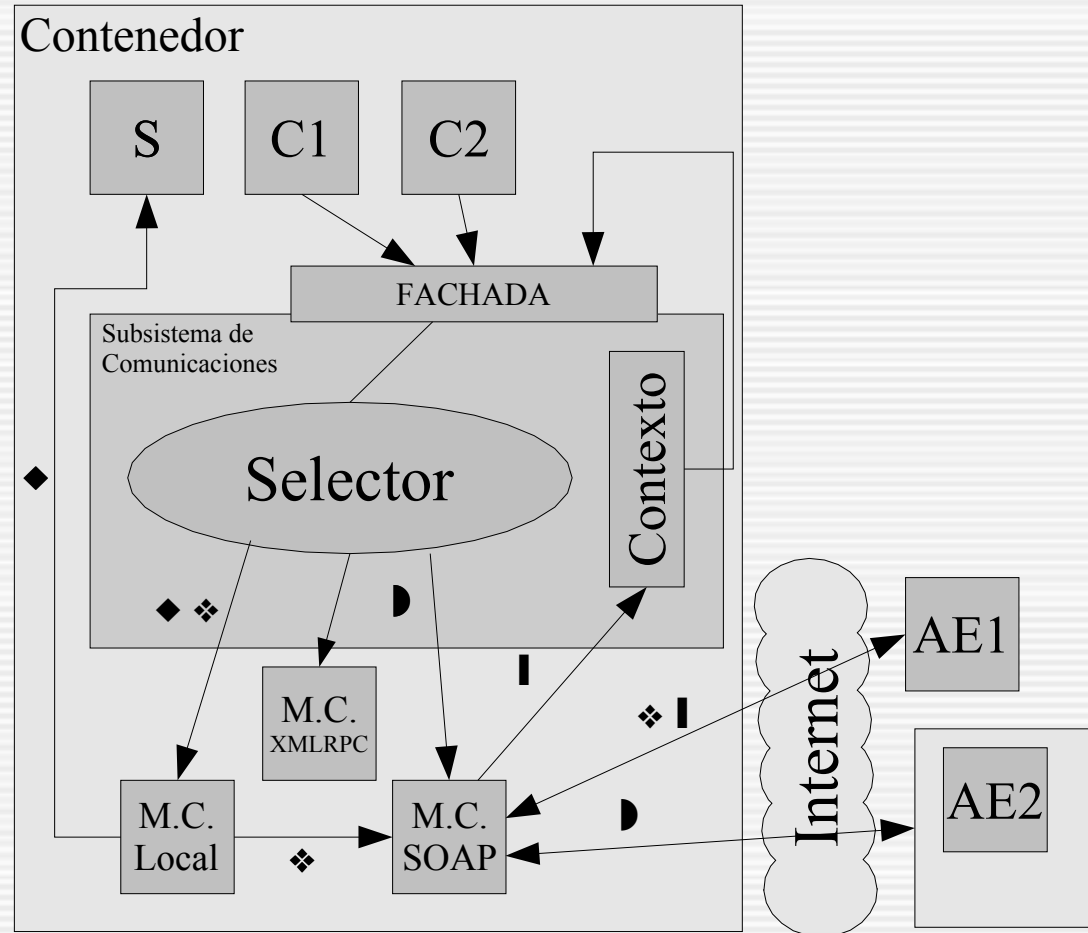 Contenedor
S
C1
C2
FACHADA
Subsistema de
Comunicaciones
Selector
Contexto
M.C.
XMLRPC
M.C.
Local
M.C.
SOAP
Internet
AE1
AE2